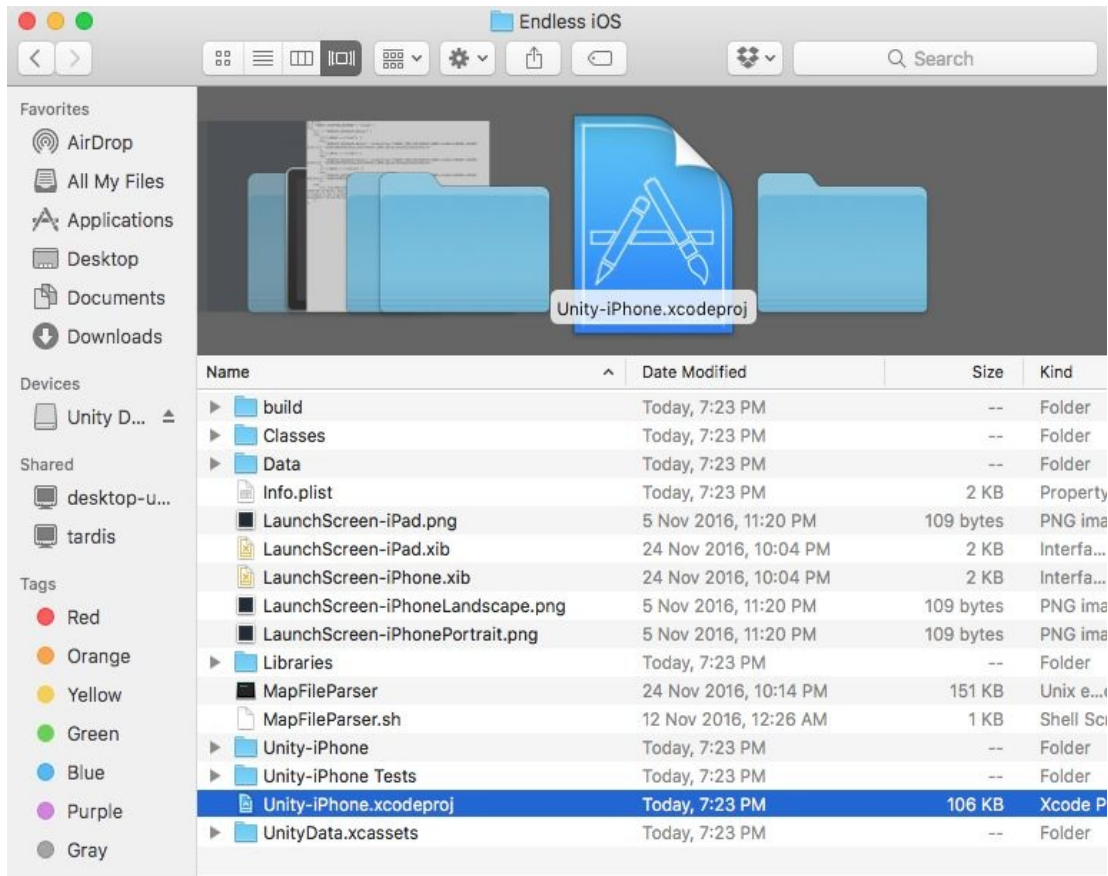 Endless iOS
Search
Favorites
AirDrop
All My Files
Applications
Desktop
Documents
Downloads
Devices
Unity D...
Shared
desktop-u...
tardis
Tags
Red
Orange
Yellow
Green
Blue
Purple
Gray
Unity-iPhone.xcodeproj
Name Date Modified Size Kind
build Today, 7:23 PM -- Folder
Classes Today, 7:23 PM -- Folder
Data Today, 7:23 PM -- Folder
Info.plist Today, 7:23 PM 2 KB Property
LaunchScreen-iPad.png 5 Nov 2016, 11:20 PM 109 bytes PNG ima
LaunchScreen-iPad.xib 24 Nov 2016, 10:04 PM 2 KB Interfa...
LaunchScreen-iPhone.xib 24 Nov 2016, 10:04 PM 2 KB Interfa...
LaunchScreen-iPhoneLandscape.png 5 Nov 2016, 11:20 PM 109 bytes PNG ima
LaunchScreen-iPhonePortrait.png 5 Nov 2016, 11:20 PM 109 bytes PNG ima
Libraries Today, 7:23 PM -- Folder
MapFileParser 24 Nov 2016, 10:14 PM 151 KB Unix e...
MapFileParser.sh 12 Nov 2016, 12:26 AM 1 KB Shell Scr
Unity-iPhone Today, 7:23 PM -- Folder
Unity-iPhone Tests Today, 7:23 PM -- Folder
Unity-iPhone.xcodeproj Today, 7:23 PM 106 KB Xcode P
UnityData.xcassets Today, 7:23 PM -- Folder